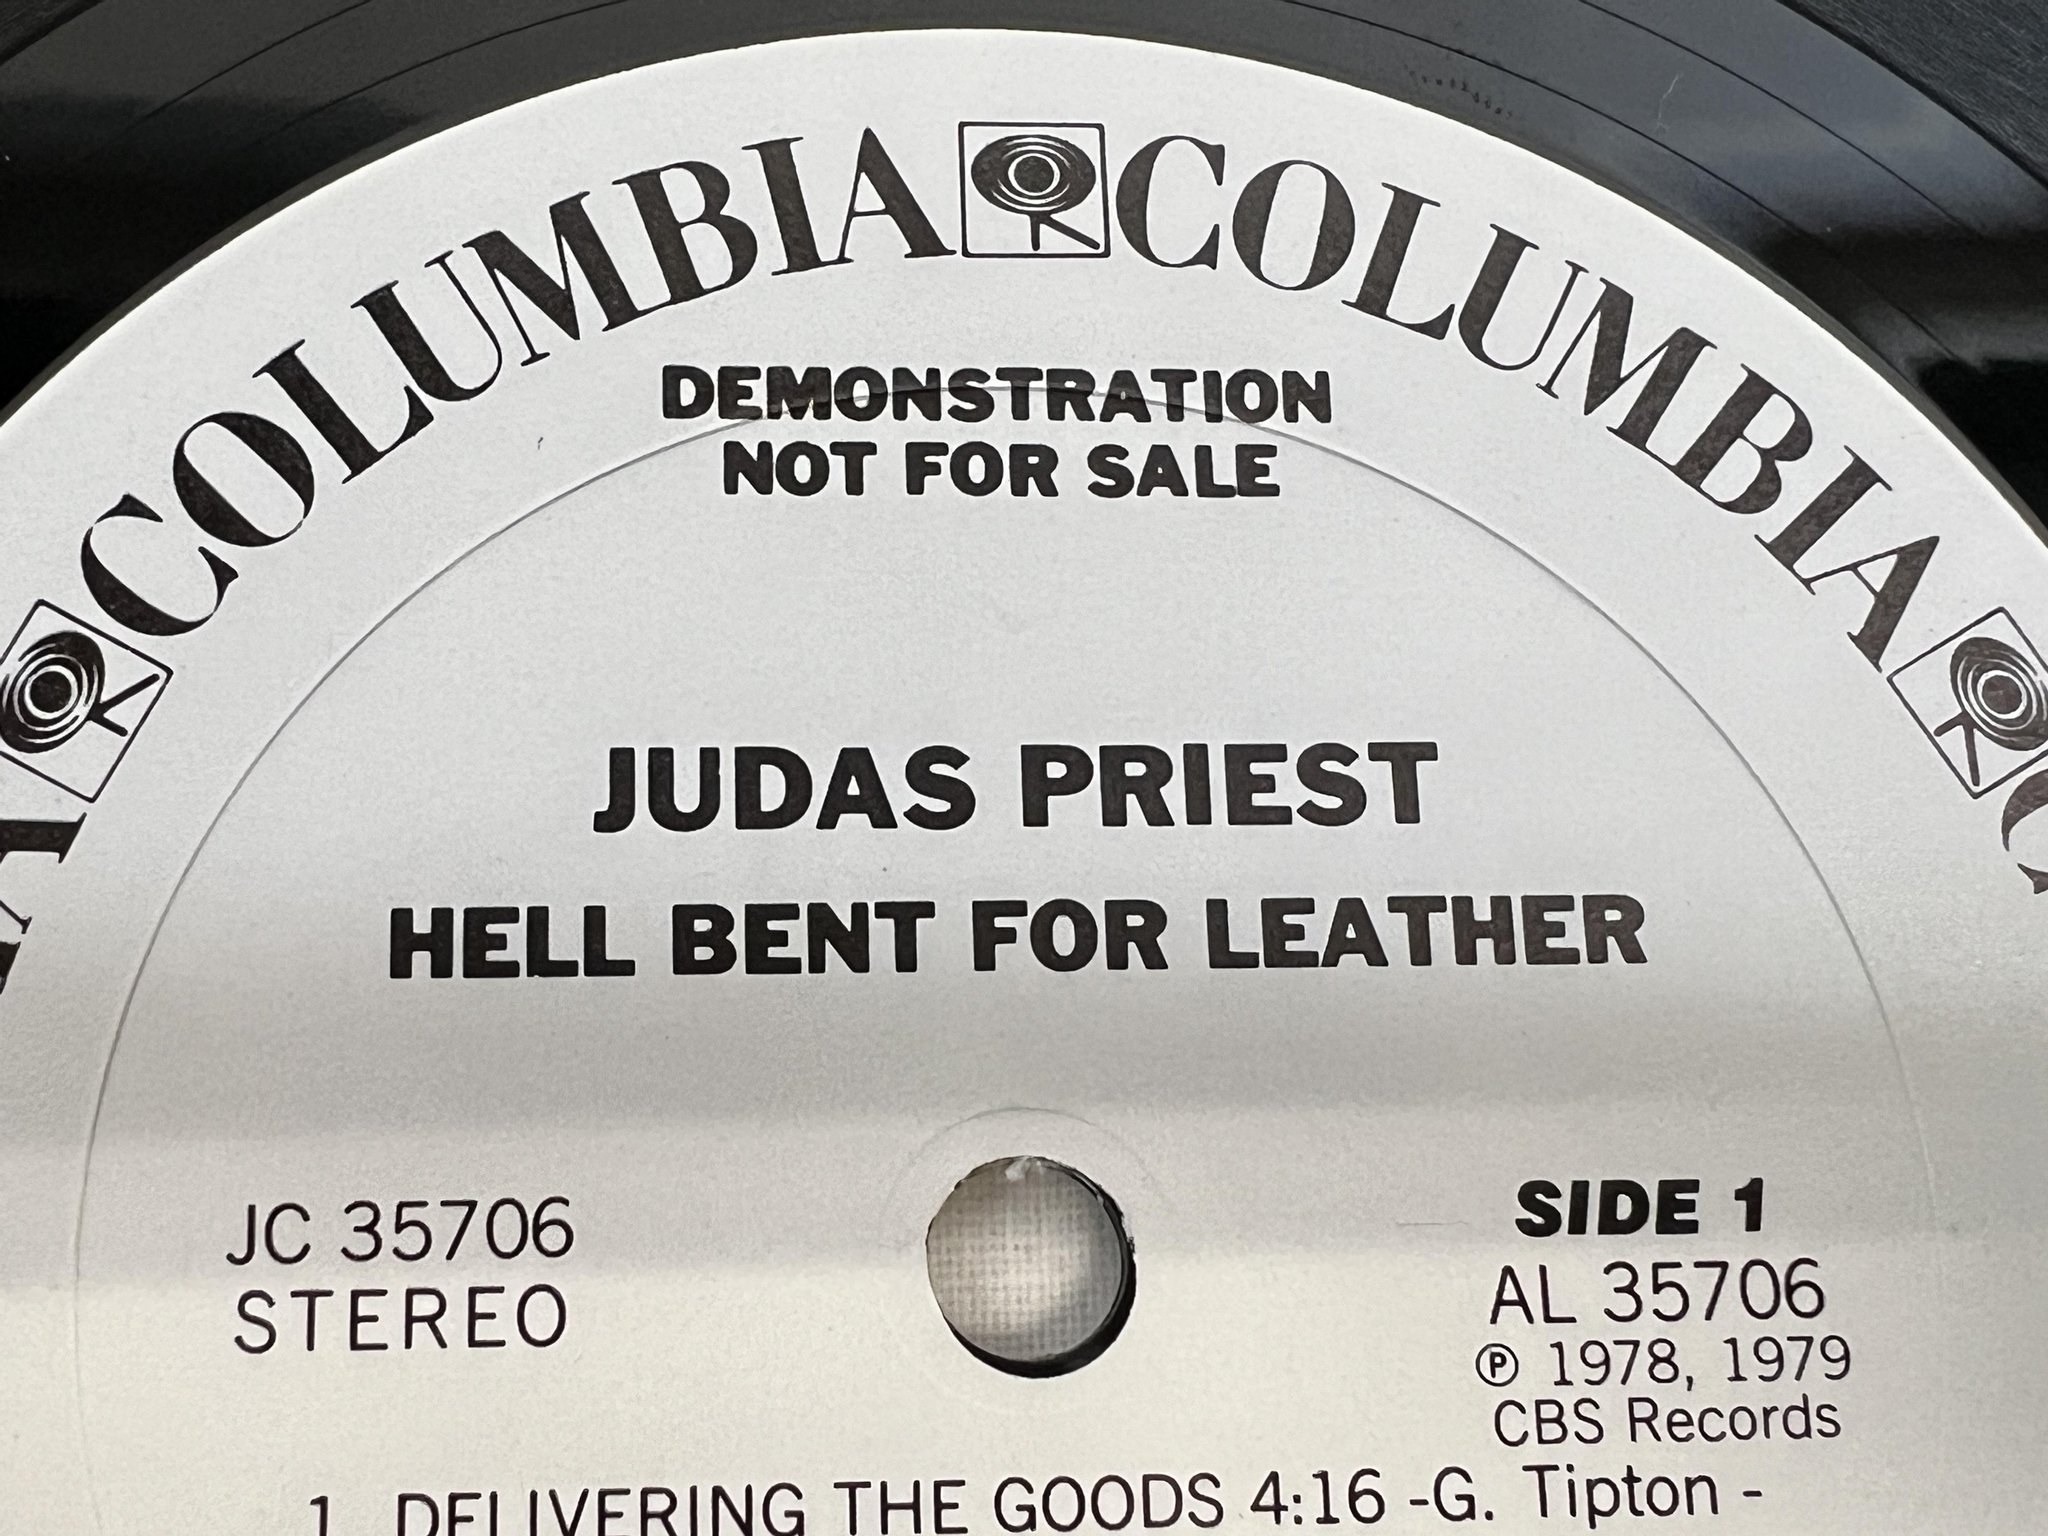 COLUMBIA COLUMBIA
DEMONSTRATION
NOT FOR SALE
JUDAS PRIEST
HELL BENT FOR LEATHER
JC 35706
STEREO
SIDE 1
AL 35706
℗ 1978, 1979
CBS Records
1. DELIVERING THE GOODS 4:16 -G. Tipton -